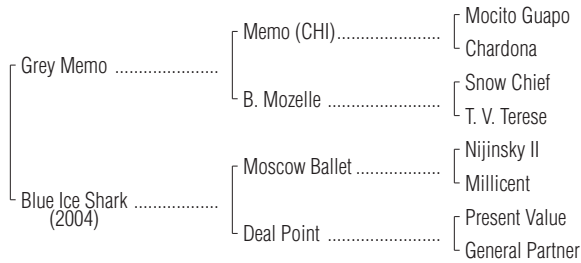 Mocito Guapo
Memo (CHI)....................
Chardona
Grey Memo ....................
Snow Chief
B. Mozelle ......................
T. V. Terese
Nijinsky II
Moscow Ballet................
Millicent
Blue Ice Shark ................
(2004)
Present Value
Deal Point ......................
General Partner